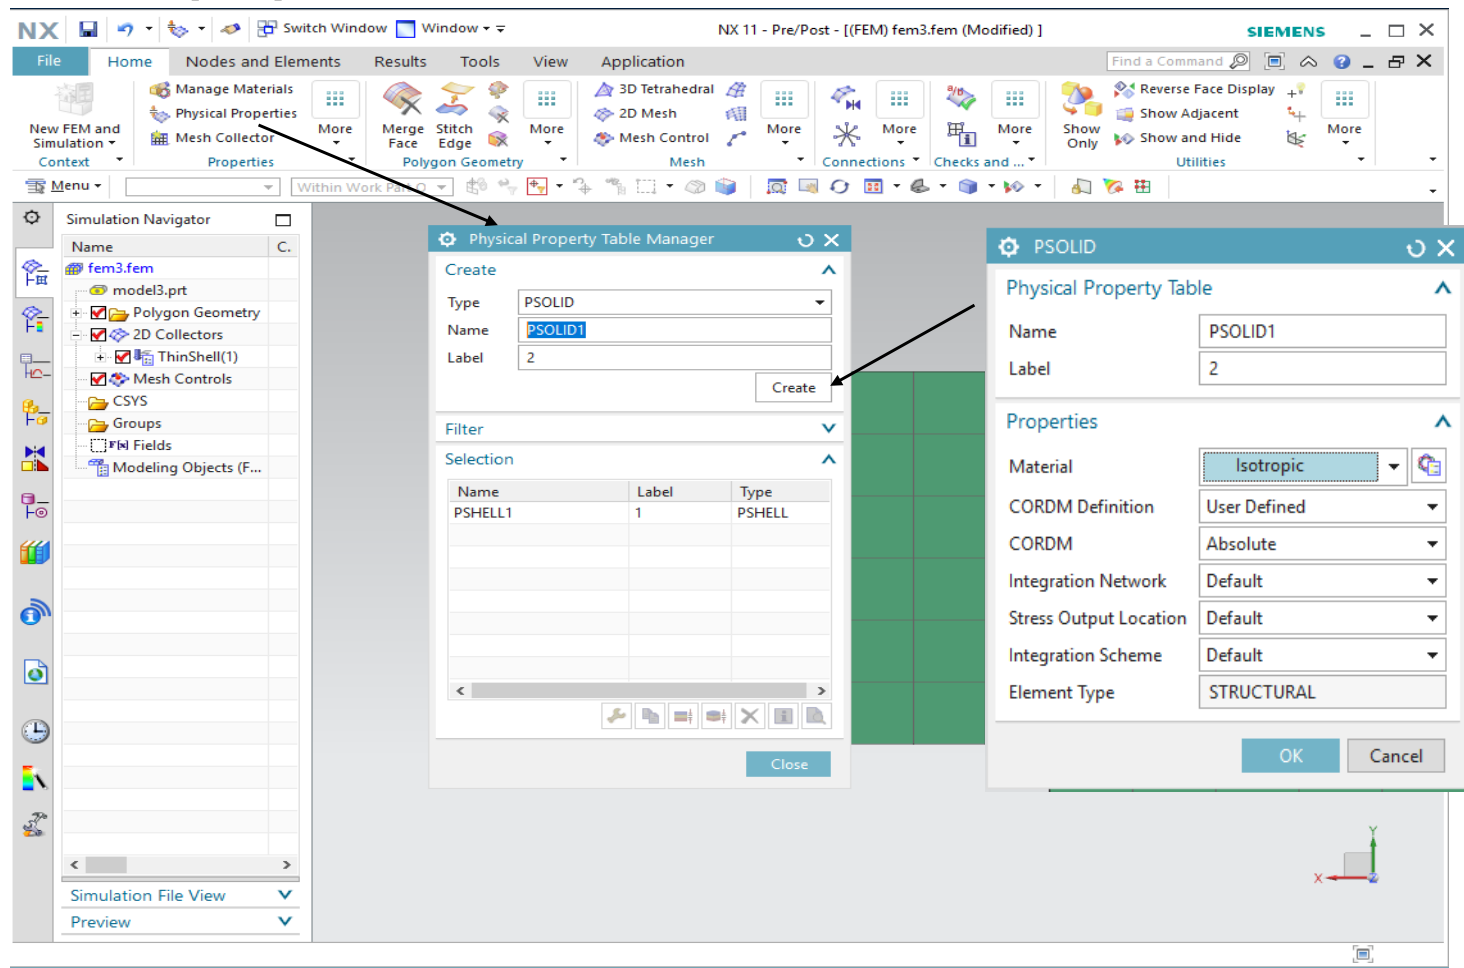 NX Switch Window Window NX 11 - Pre/Post - [(FEM) fem3.fem (Modified) ] SIEMENS
File Home Nodes and Elements Results Tools View Application Find a Command
New FEM and Simulation
Context
Manage Materials
Physical Properties
Mesh Collector
More
Properties
Merge Face
Stitch Edge
More
Polygon Geometry
3D Tetrahedral
2D Mesh
Mesh Control
More
Mesh
More
Connections
More
Checks and ...
Show Only
Reverse Face Display
Show Adjacent
Show and Hide
More
Utilities
Menu Within Work Part O
Simulation Navigator
Name C.
fem3.fem
model3.prt
Polygon Geometry
2D Collectors
ThinShell(1)
Mesh Controls
CSYS
Groups
Fields
Modeling Objects (F...
Simulation File View
Preview
Physical Property Table Manager
Create
Type PSOLID
Name PSOLID1
Label 2
Create
Filter
Selection
Name Label Type
PSHELL1 1 PSHELL
Close
PSOLID
Physical Property Table
Name PSOLID1
Label 2
Properties
Material Isotropic
CORDM Definition User Defined
CORDM Absolute
Integration Network Default
Stress Output Location Default
Integration Scheme Default
Element Type STRUCTURAL
OK Cancel
Y
X
Z